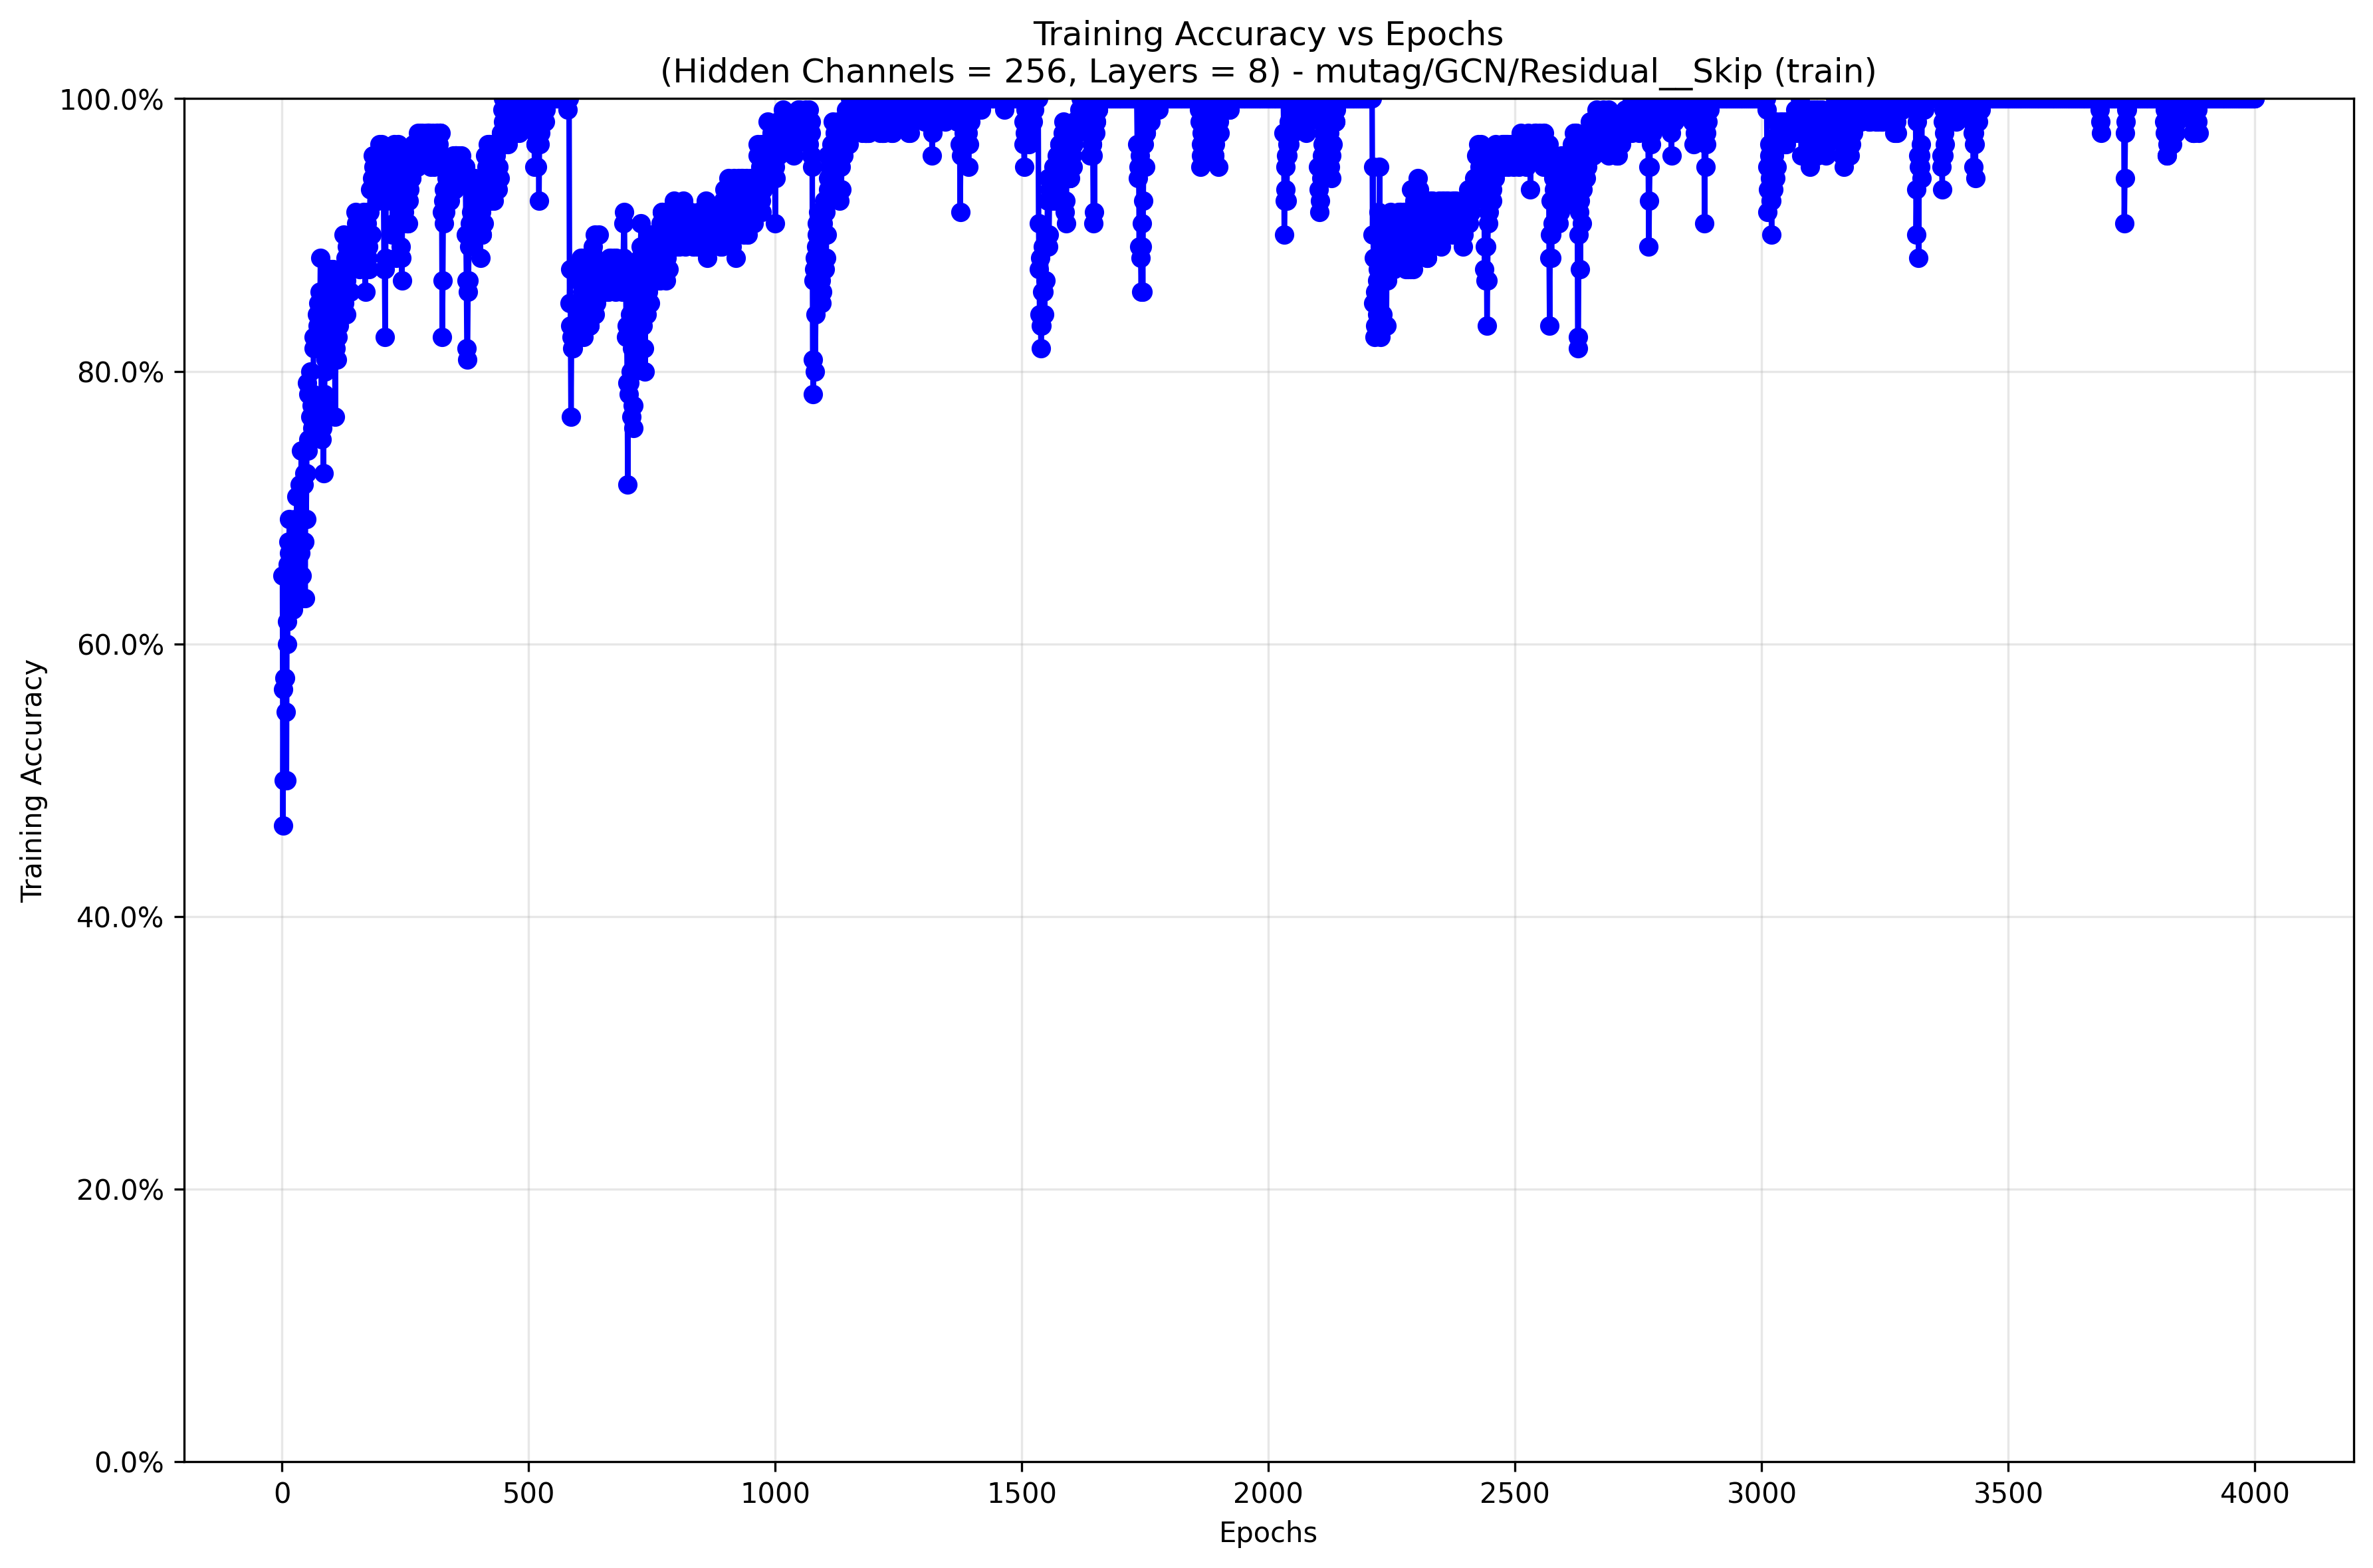 Training Accuracy vs Epochs
(Hidden Channels = 256, Layers = 8) - mutag/GCN/Residual__Skip (train)
100.0%
80.0%
60.0%
40.0%
20.0%
0.0%
Training Accuracy
0 500 1000 1500 2000 2500 3000 3500 4000
Epochs